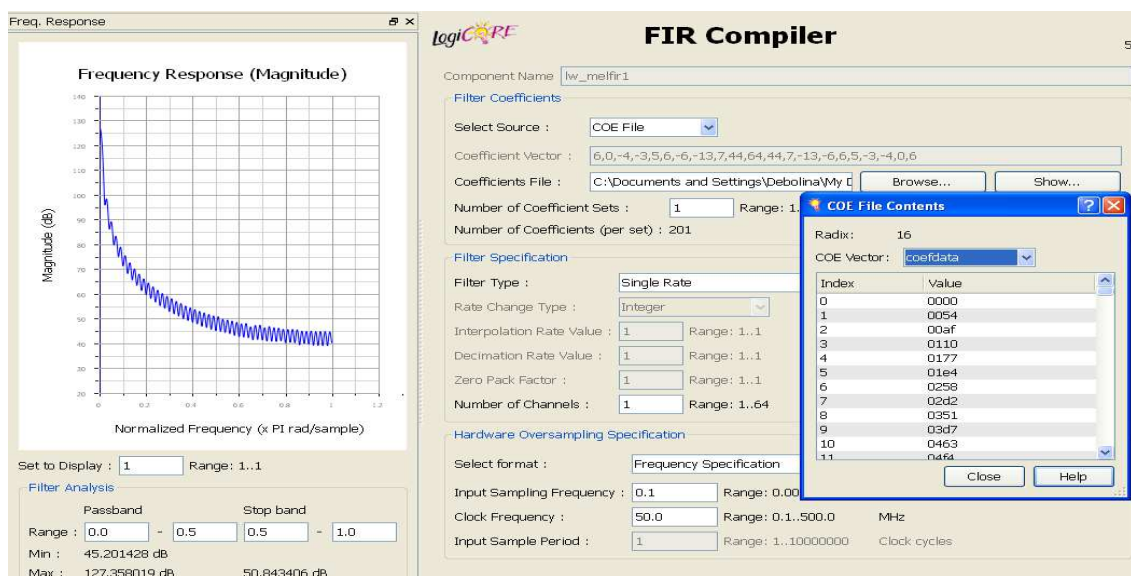 Freq. Response
Frequency Response (Magnitude)
Magnitude (dB)
140
130
120
110
100
90
80
70
60
50
40
30
20
0 0.2 0.4 0.6 0.8 1 1.2
Normalized Frequency (x PI rad/sample)
Set to Display : 1 Range: 1..1
Filter Analysis
Passband Stop band
Range : 0.0 - 0.5 0.5 - 1.0
Min : 45.201428 dB
Max : 127.358019 dB 50.843406 dB
LogiCORE
FIR Compiler
5
Component Name lw_melfir1
Filter Coefficients
Select Source : COE File
Coefficient Vector : 6,0,-4,-3,5,6,-6,-13,7,44,64,44,7,-13,-6,6,5,-3,-4,0,6
Coefficients File : C:\Documents and Settings\Debolina\My D Browse... Show...
Number of Coefficient Sets : 1 Range: 1.
Number of Coefficients (per set) : 201
Filter Specification
Filter Type : Single Rate
Rate Change Type : Integer
Interpolation Rate Value : 1 Range: 1..1
Decimation Rate Value : 1 Range: 1..1
Zero Pack Factor : 1 Range: 1..1
Number of Channels : 1 Range: 1..64
Hardware Oversampling Specification
Select format : Frequency Specification
Input Sampling Frequency : 0.1 Range: 0.00
Clock Frequency : 50.0 Range: 0.1..500.0 MHz
Input Sample Period : 1 Range: 1..10000000 Clock cycles
COE File Contents
Radix: 16
COE Vector: coefdata
Index Value
0 0000
1 0054
2 00af
3 0110
4 0177
5 01e4
6 0258
7 02d2
8 0351
9 03d7
10 0463
11 04f4
Close Help